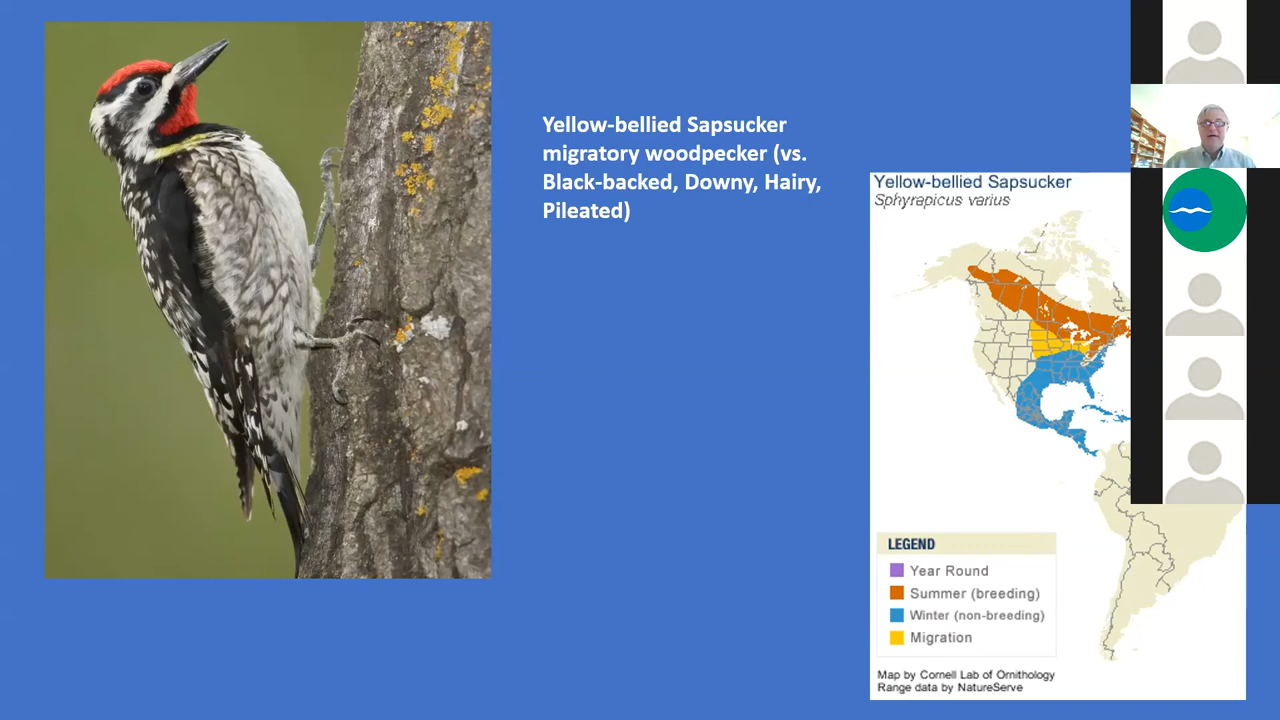 Yellow-bellied Sapsucker
migratory woodpecker (vs.
Black-backed, Downy, Hairy,
Pileated)
Yellow-bellied Sapsucker
Sphyrapicus varius
LEGEND
Year Round
Summer (breeding)
Winter (non-breeding)
Migration
Map by Cornell Lab of Ornithology
Range data by NatureServe